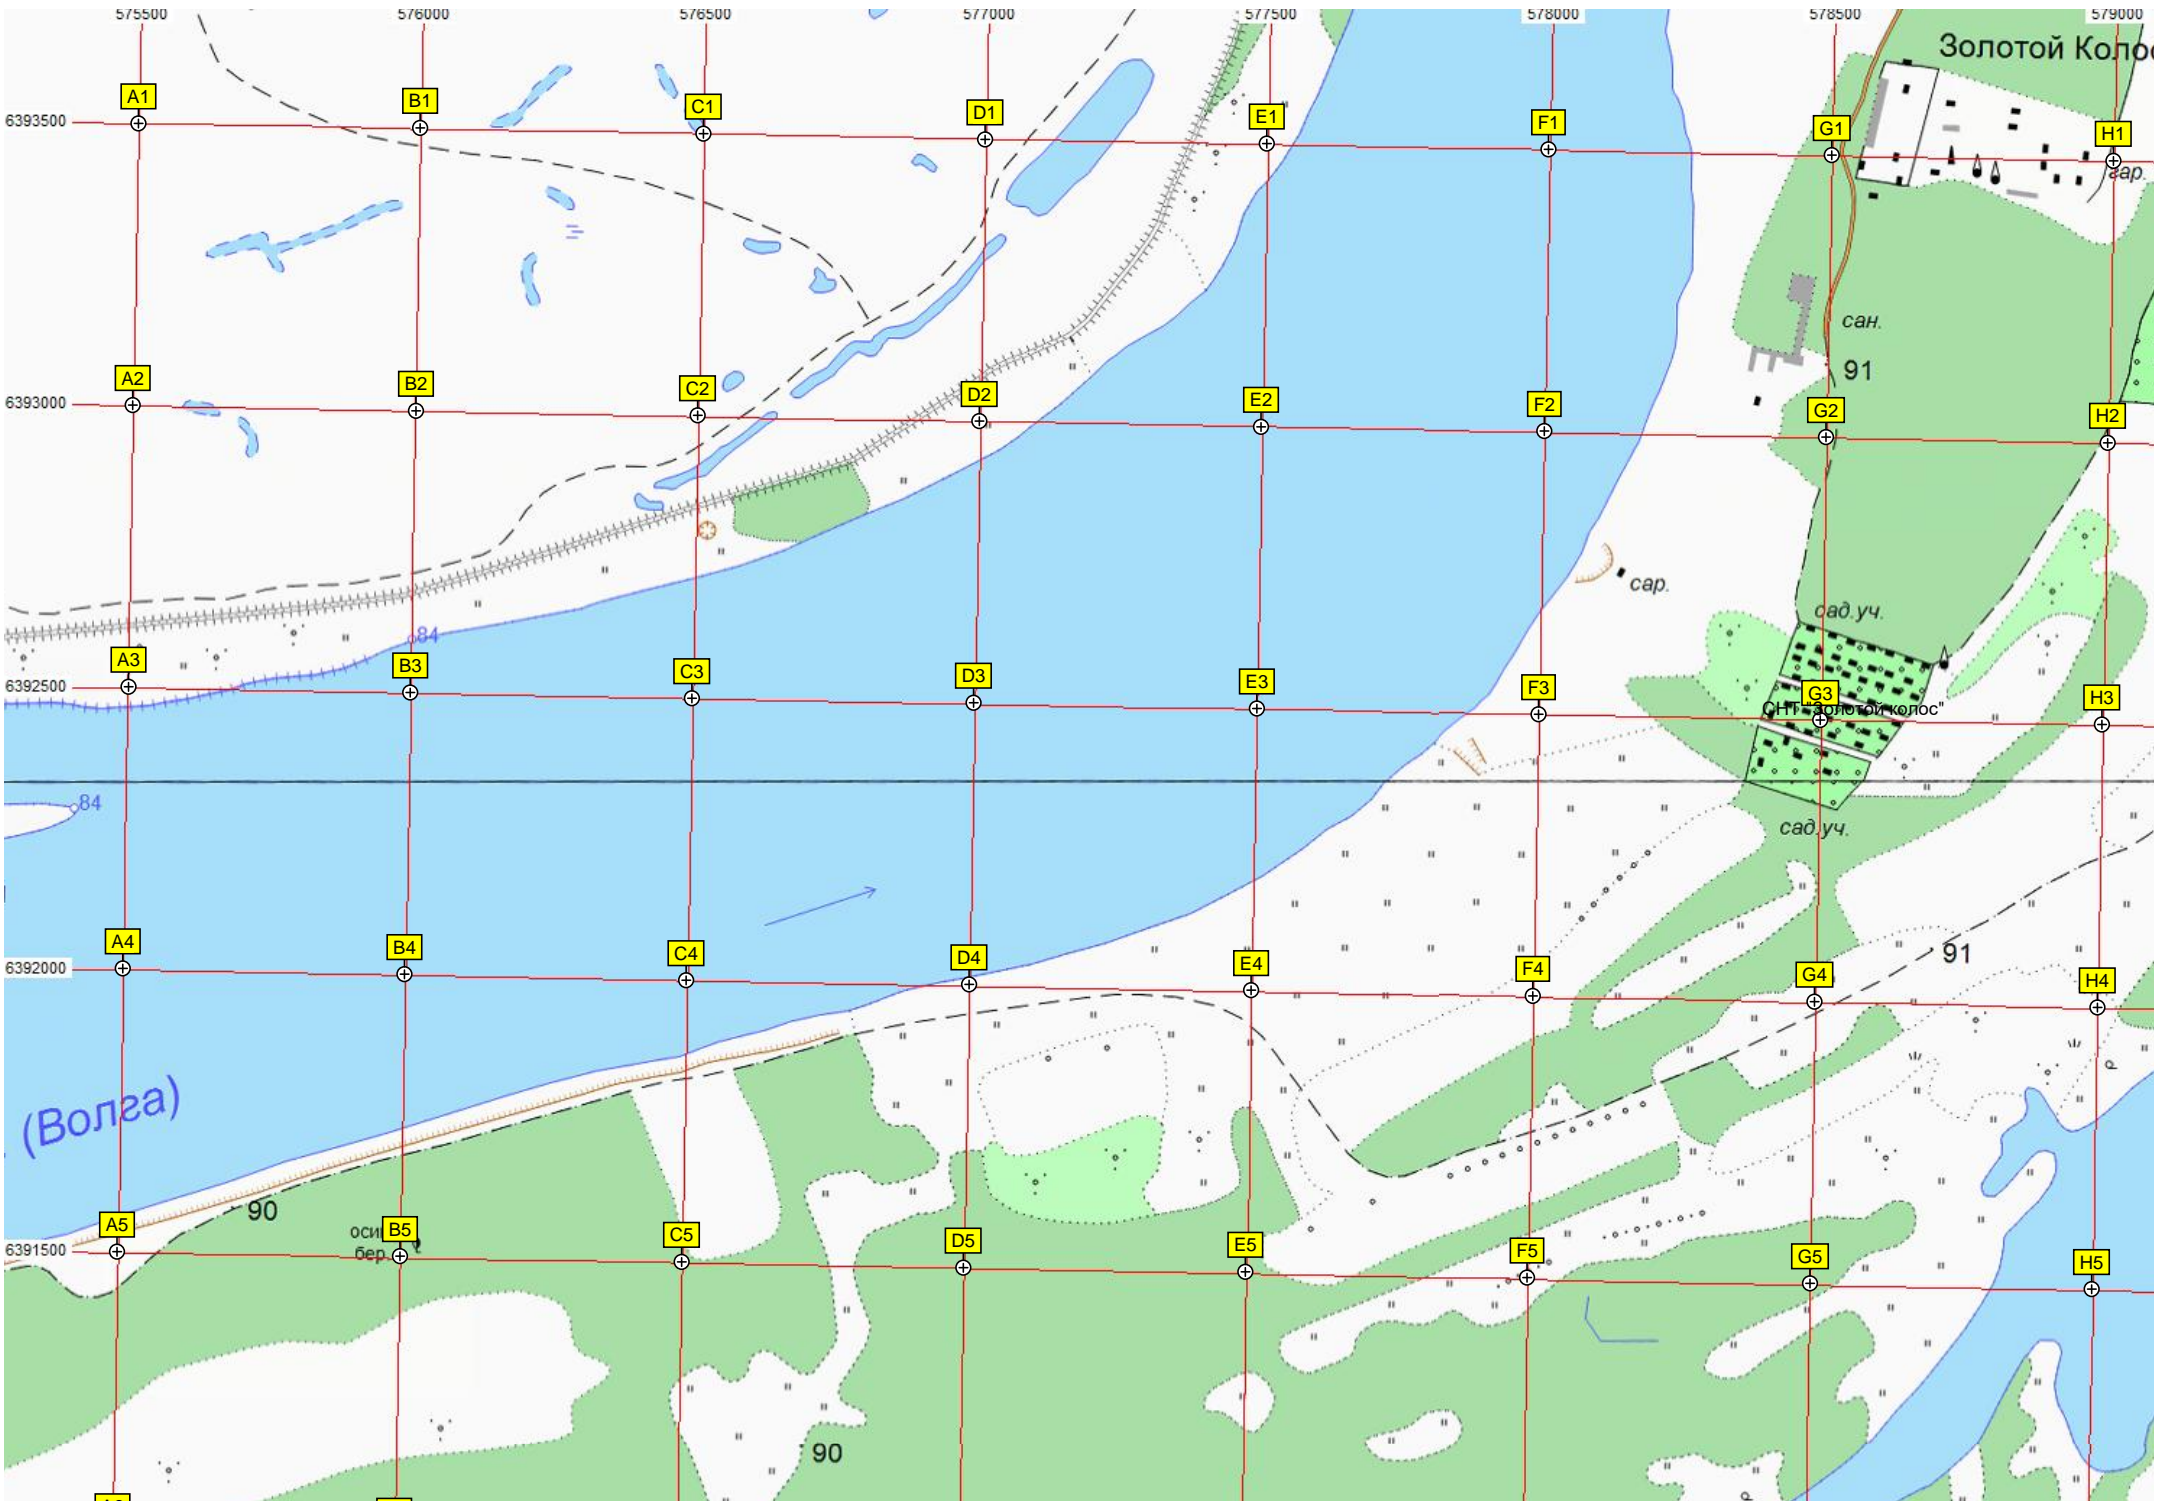 575500 576000 576500 577000 577500 578000 578500 579000
Золотой Колос
A1 B1 C1 D1 E1 F1 G1 H1
6393500
гар.
сан.
91
A2 B2 C2 D2 E2 F2 G2 H2
6393000
сар.
сад.уч.
84
A3 B3 C3 D3 E3 F3 G3 H3
6392500
СНТ "Золотой колос"
84
сад.уч.
A4 B4 C4 D4 E4 F4 G4 H4
6392000
91
р
(Волга)
90
A5 B5 C5 D5 E5 F5 G5 H5
бер.
6391500
90
р